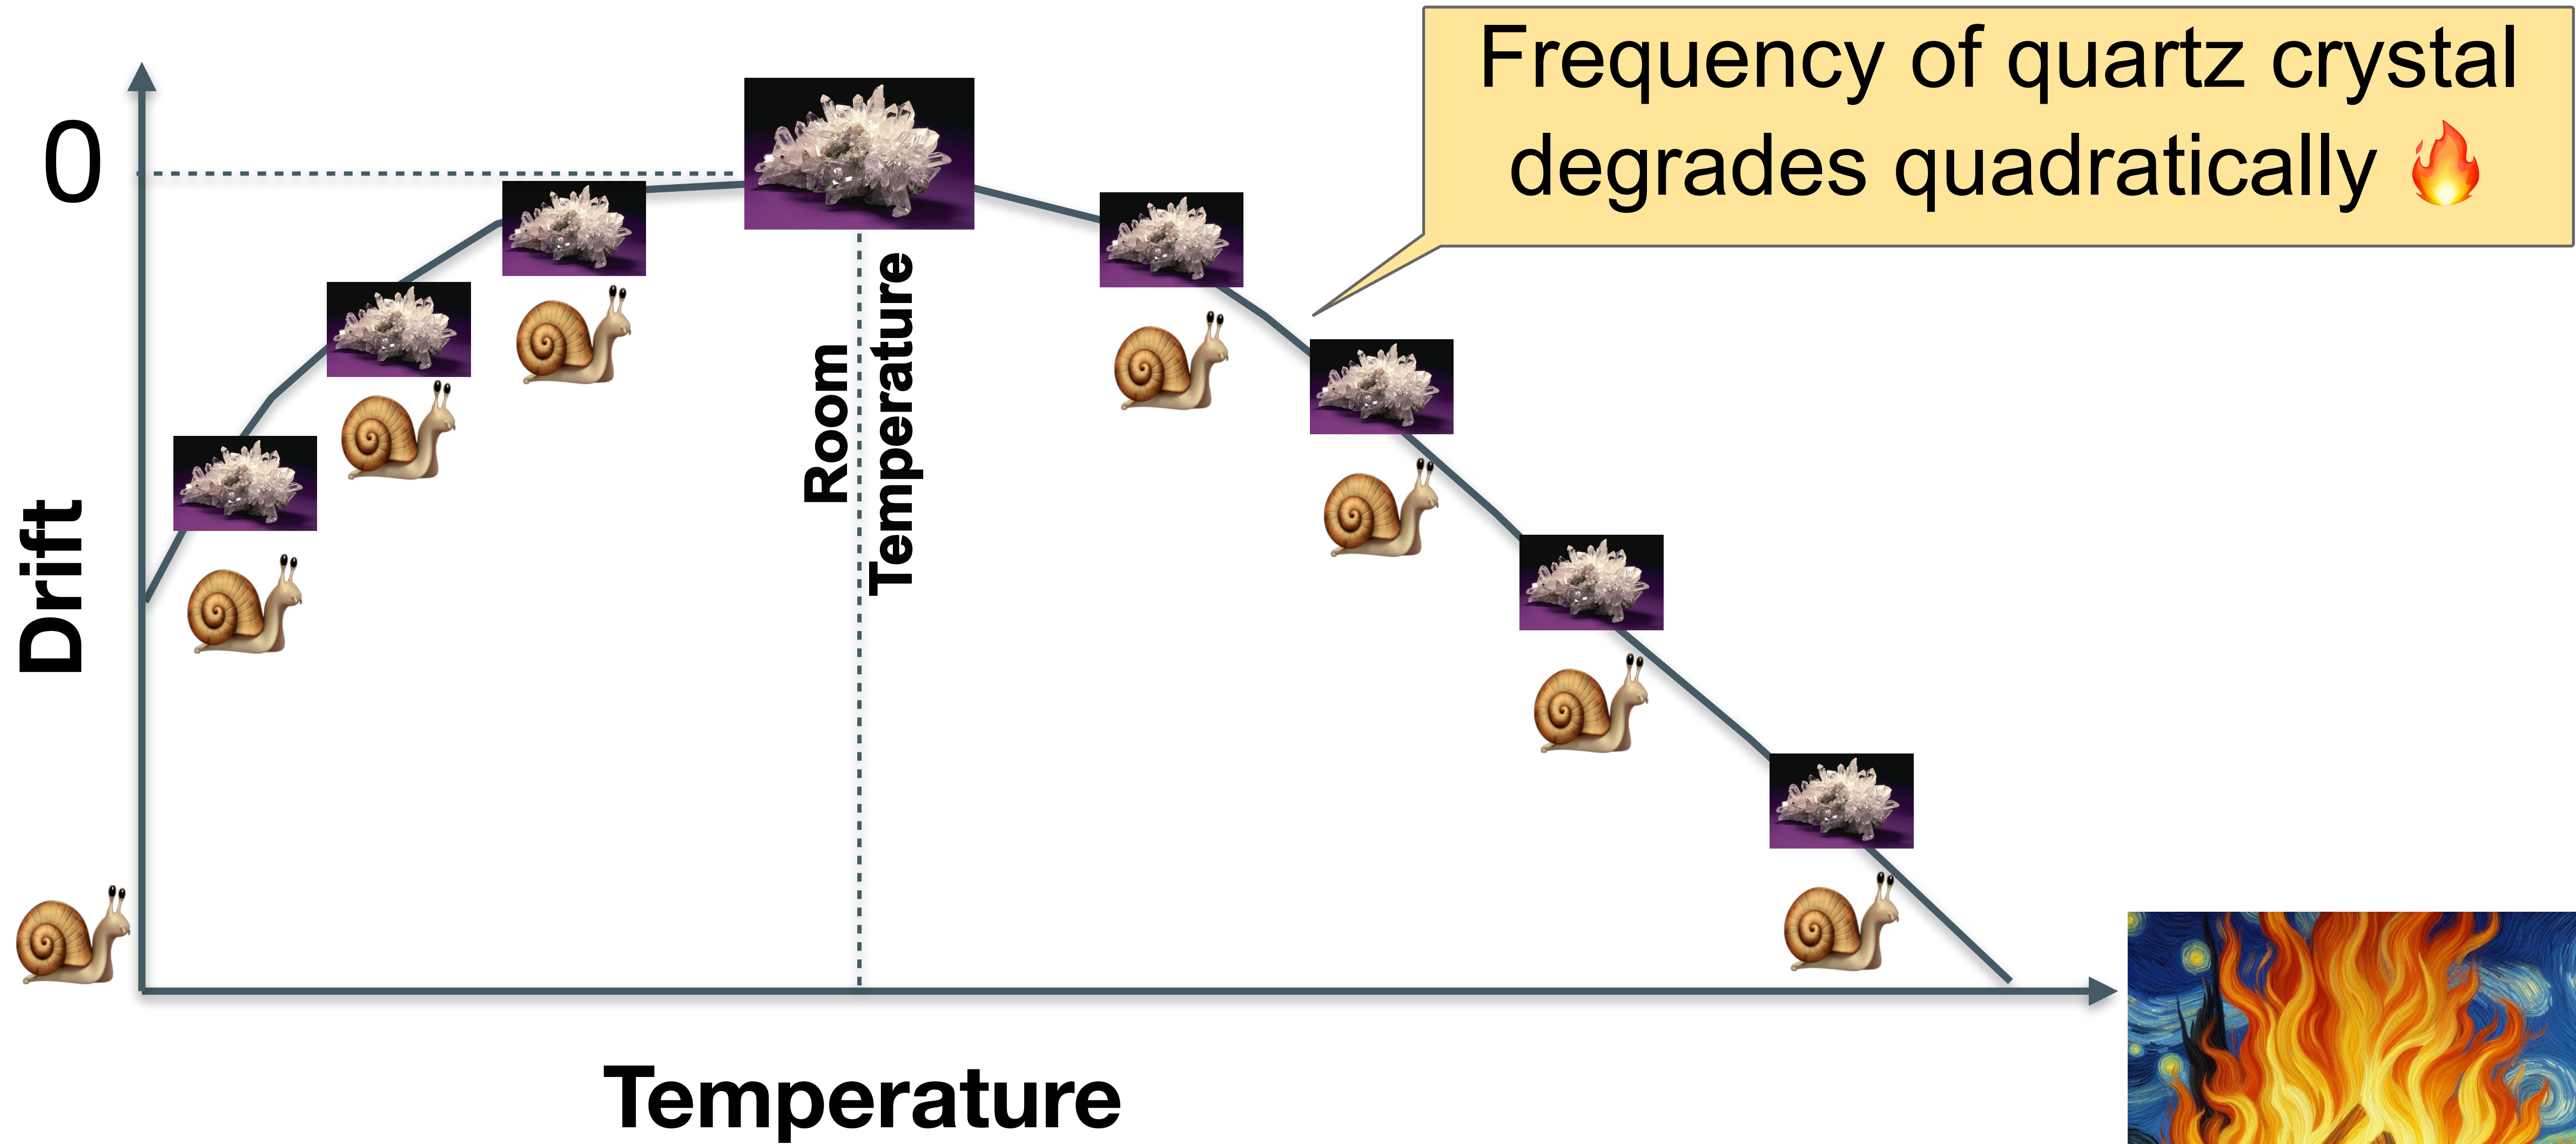 Frequency of quartz crystal
degrades quadratically 🔥
0
Room
Temperature
Drift
Temperature